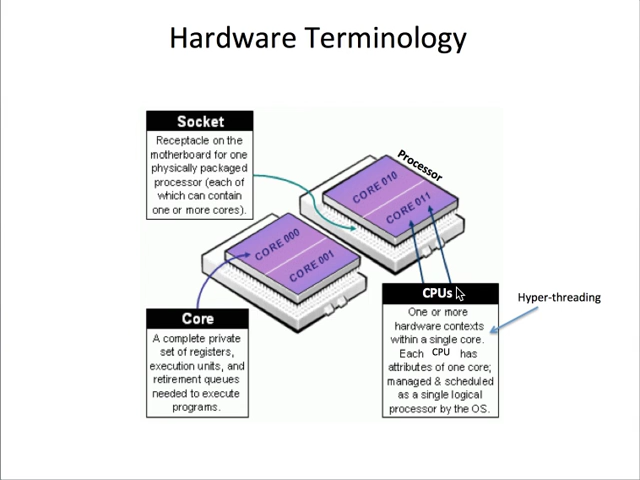 Hardware Terminology
Socket
Receptacle on the
motherboard for one
physically packaged
processor (each of
which can contain
one or more cores).
Processor
CORE 010
CORE 011
CORE 000
CORE 001
Core
A complete private
set of registers,
execution units, and
retirement queues
needed to execute
programs.
CPUs
One or more
hardware contexts
within a single core.
Each CPU has
attributes of one core;
managed & scheduled
as a single logical
processor by the OS.
Hyper-threading